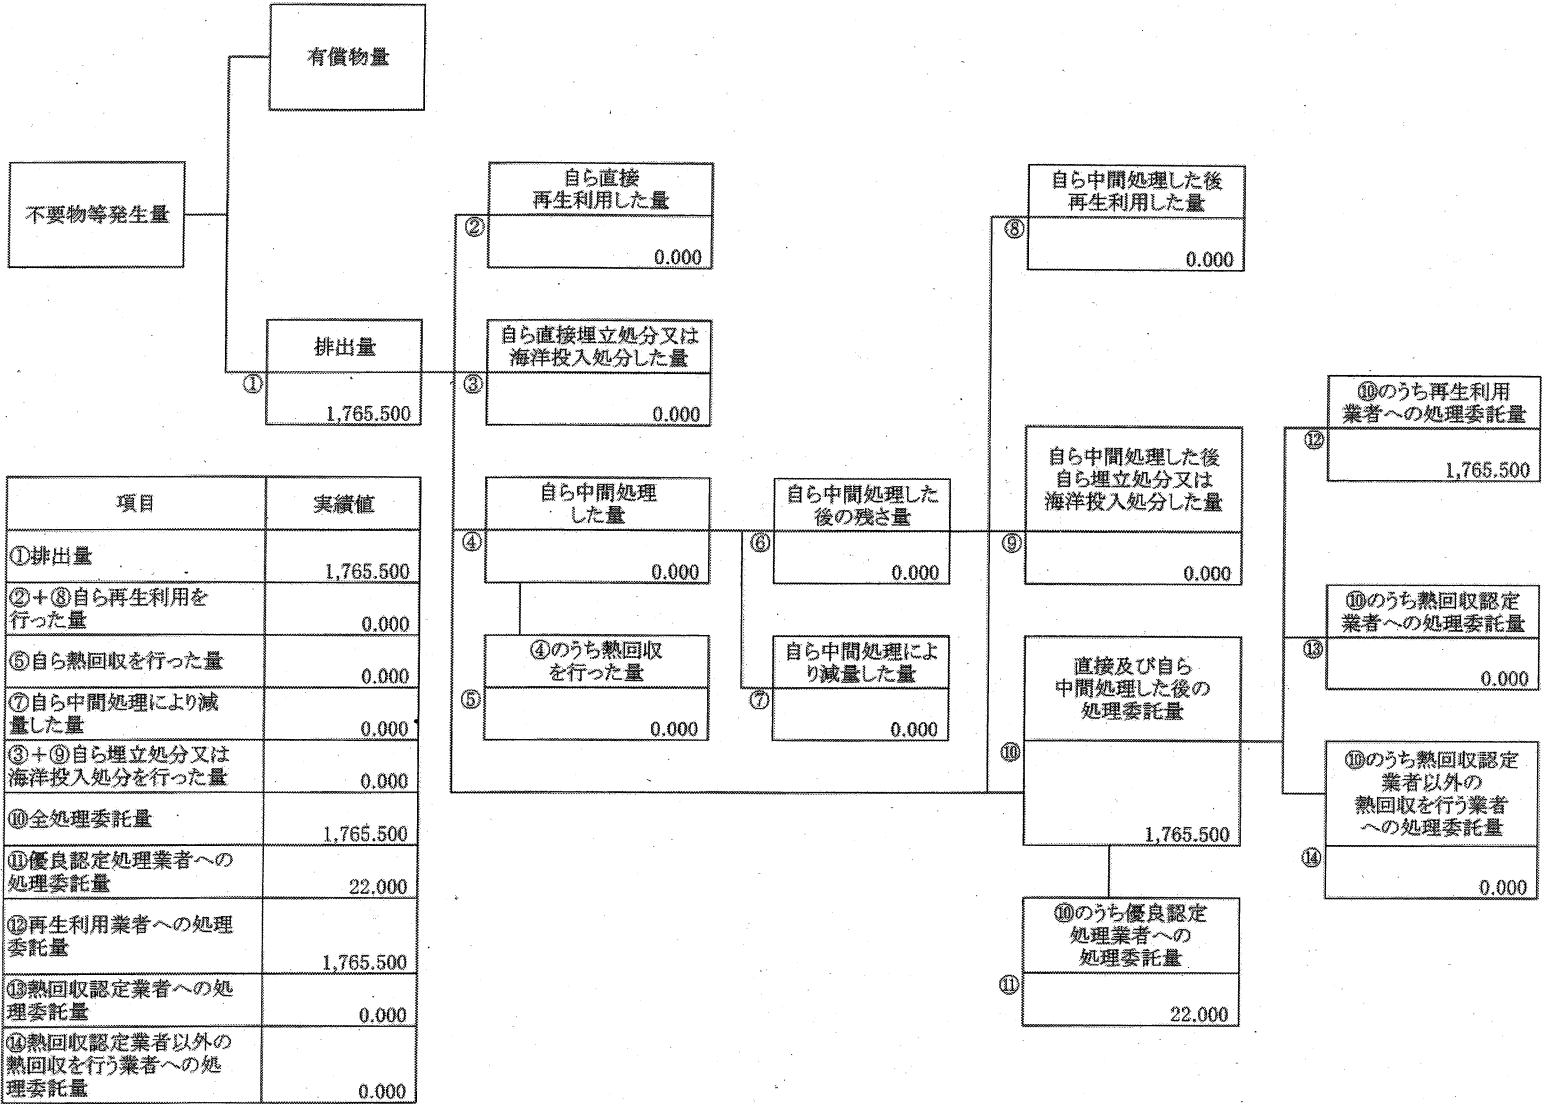 有償物量
不要物等発生量
排出量
①
1,765.500
自ら直接
再生利用した量
②
0.000
自ら直接埋立処分又は
海洋投入処分した量
③
0.000
自ら中間処理
した量
④
0.000
④のうち熱回収
を行った量
⑤
0.000
自ら中間処理した
後の残さ量
⑥
0.000
自ら中間処理によ
り減量した量
⑦
0.000
自ら中間処理した後
再生利用した量
⑧
0.000
自ら中間処理した後
自ら埋立処分又は
海洋投入処分した量
⑨
0.000
直接及び自ら
中間処理した後の
処理委託量
⑩
1,765.500
⑩のうち優良認定
処理業者への
処理委託量
⑪
22.000
⑩のうち再生利用
業者への処理委託量
⑫
1,765.500
⑩のうち熱回収認定
業者への処理委託量
⑬
0.000
⑩のうち熱回収認定
業者以外の
熱回収を行う業者
への処理委託量
⑭
0.000
項目 実績値
①排出量
1,765.500
②+⑧自ら再生利用を
行った量
0.000
⑤自ら熱回収を行った量
0.000
⑦自ら中間処理により減
量した量
0.000
③+⑨自ら埋立処分又は
海洋投入処分を行った量
0.000
⑩全処理委託量
1,765.500
⑪優良認定処理業者への
処理委託量
22.000
⑫再生利用業者への処理
委託量
1,765.500
⑬熱回収認定業者への処
理委託量
0.000
⑭熱回収認定業者以外の
熱回収を行う業者への処
理委託量
0.000